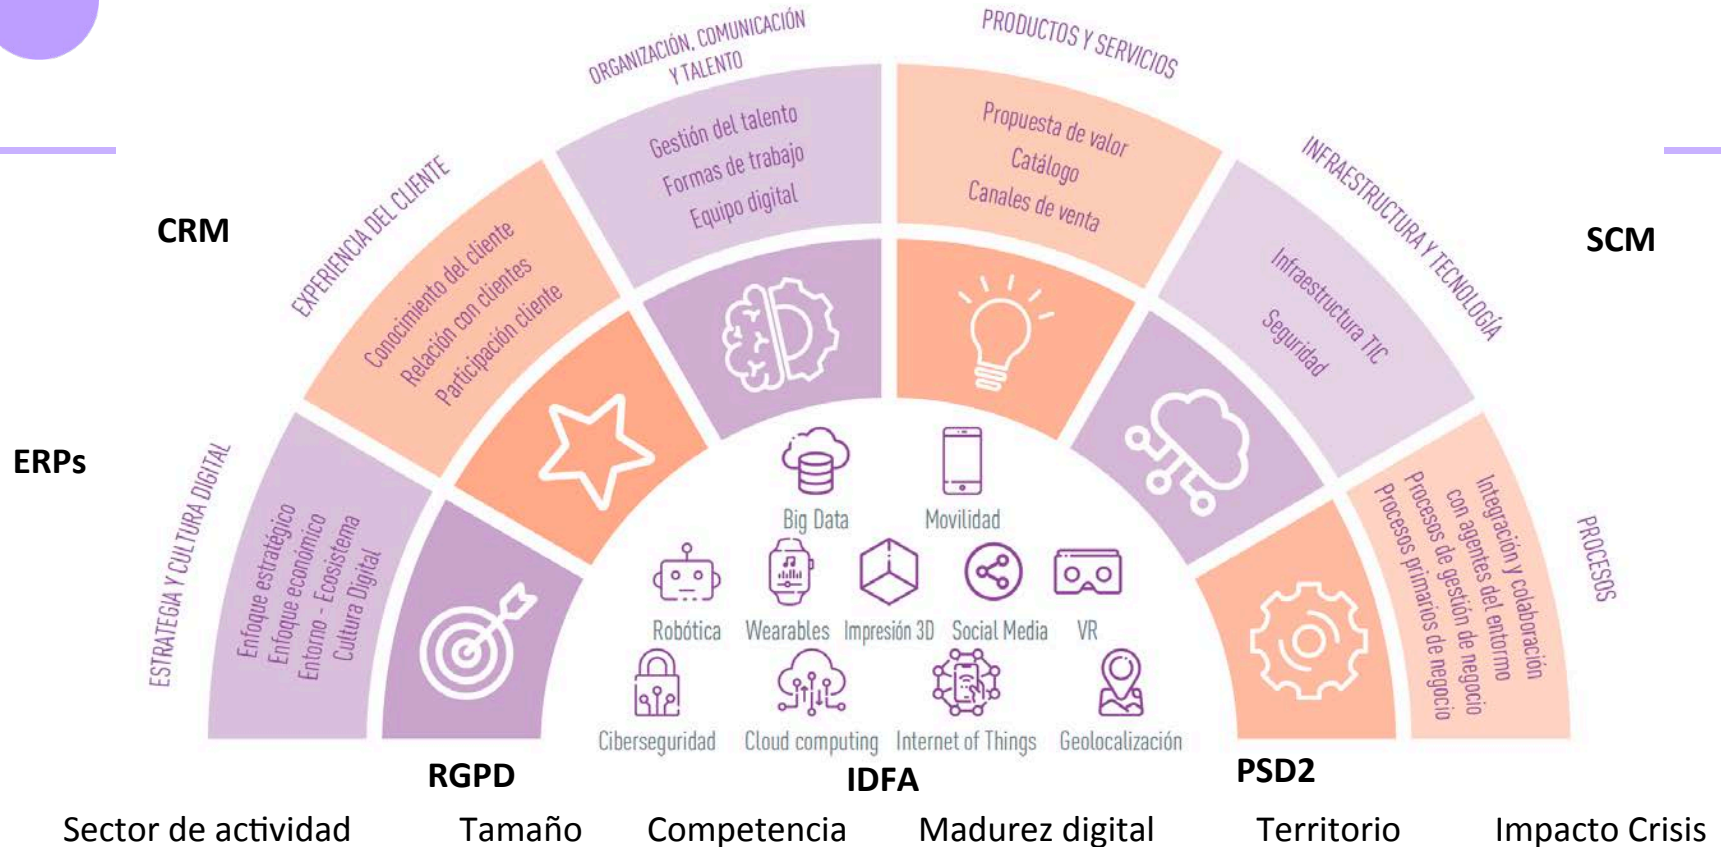 ORGANIZACIÓN, COMUNICACIÓN
Y TALENTO
PRODUCTOS Y SERVICIOS
Gestión del talento
Formas de trabajo
Equipo digital
Propuesta de valor
Catálogo
Canales de venta
EXPERIENCIA DEL CLIENTE
Conocimiento del cliente
Relación con clientes
Participación cliente
INFRAESTRUCTURA Y TECNOLOGÍA
Infraestructura TIC
Seguridad
CRM
SCM
ERPs
ESTRATEGIA Y CULTURA DIGITAL
Enfoque estratégico
Enfoque económico
Entorno - Ecosistema
Cultura Digital
PROCESOS
Integración y colaboración
con agentes del entormo
Procesos de gestión de negocio
Procesos primarios de negocio
Big Data
Movilidad
Robótica
Wearables
Impresión 3D
Social Media
VR
Ciberseguridad
Cloud computing
Internet of Things
Geolocalización
RGPD
IDFA
PSD2
Sector de actividad
Tamaño
Competencia
Madurez digital
Territorio
Impacto Crisis